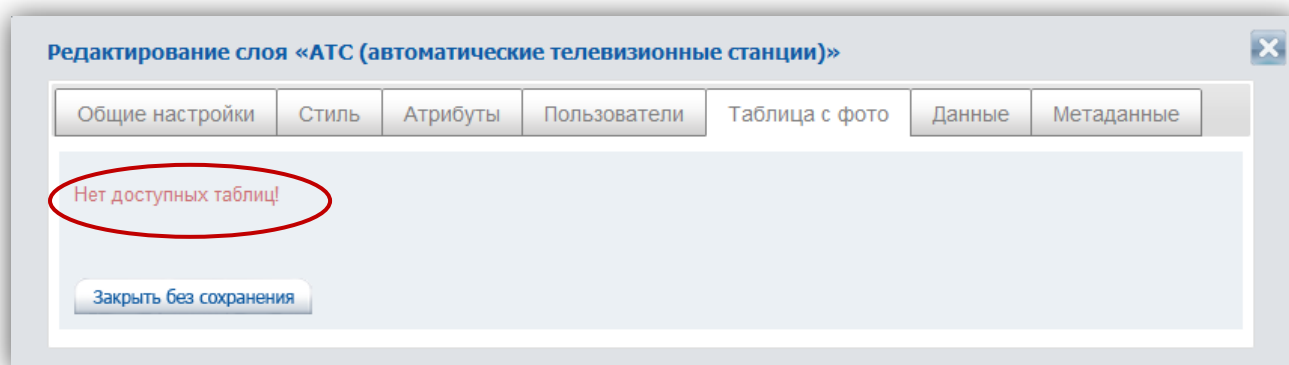 Редактирование слоя «АТС (автоматические телевизионные станции)»
Общие настройки Стиль Атрибуты Пользователи Таблица с фото Данные Метаданные
Нет доступных таблиц!
Закрыть без сохранения